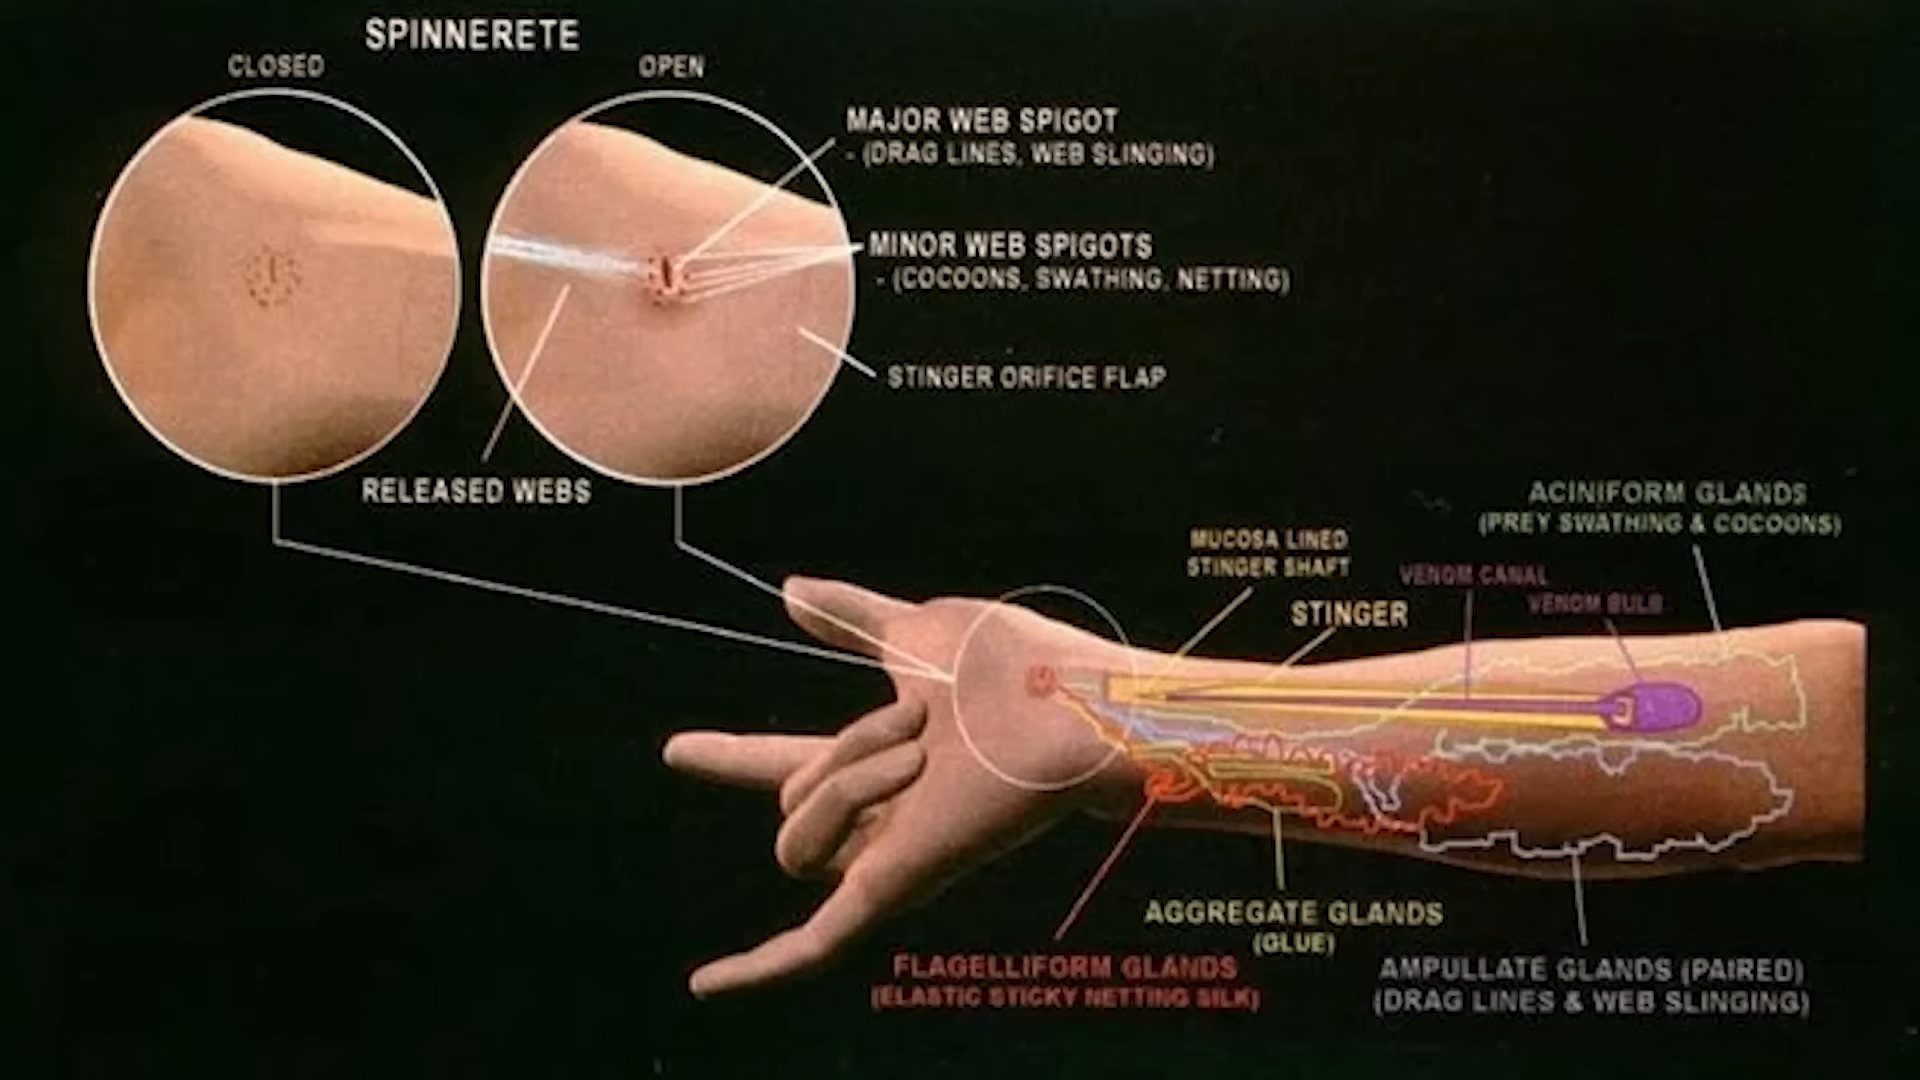 SPINNERETE
CLOSED
OPEN
MAJOR WEB SPIGOT
- (DRAG LINES, WEB SLINGING)
MINOR WEB SPIGOTS
- (COCOONS, SWATHING, NETTING)
STINGER ORIFICE FLAP
RELEASED WEBS
ACINIFORM GLANDS
(PREY SWATHING & COCOONS)
MUCOSA LINED
STINGER SHAFT
VENOM CANAL
STINGER
VENOM BULB
AGGREGATE GLANDS
(GLUE)
FLAGELLIFORM GLANDS
(ELASTIC STICKY NETTING SILK)
AMPULLATE GLANDS (PAIRED)
(DRAG LINES & WEB SLINGING)